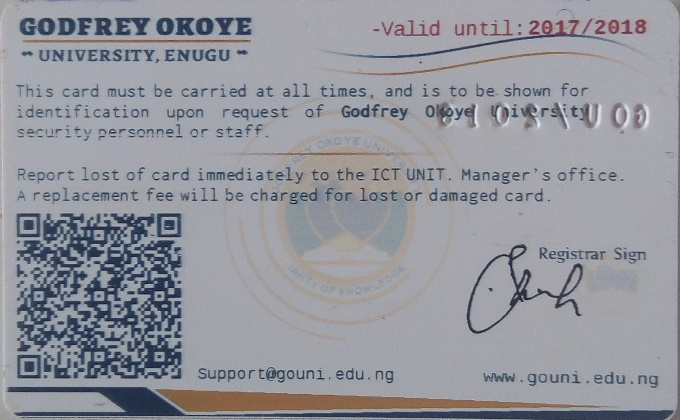 GODFREY OKOYE
UNIVERSITY, ENUGU
-Valid until: 2017/2018
This card must be carried at all times, and is to be shown for
identification upon request of Godfrey Okoye University
security personnel or staff.
GODFREY OKOYE UNIVERSITY
Report lost of card immediately to the ICT UNIT. Manager's office.
A replacement fee will be charged for lost or damaged card.
UNITY OF KNOWLEDGE
Registrar Sign
Support@gouni.edu.ng
www.gouni.edu.ng